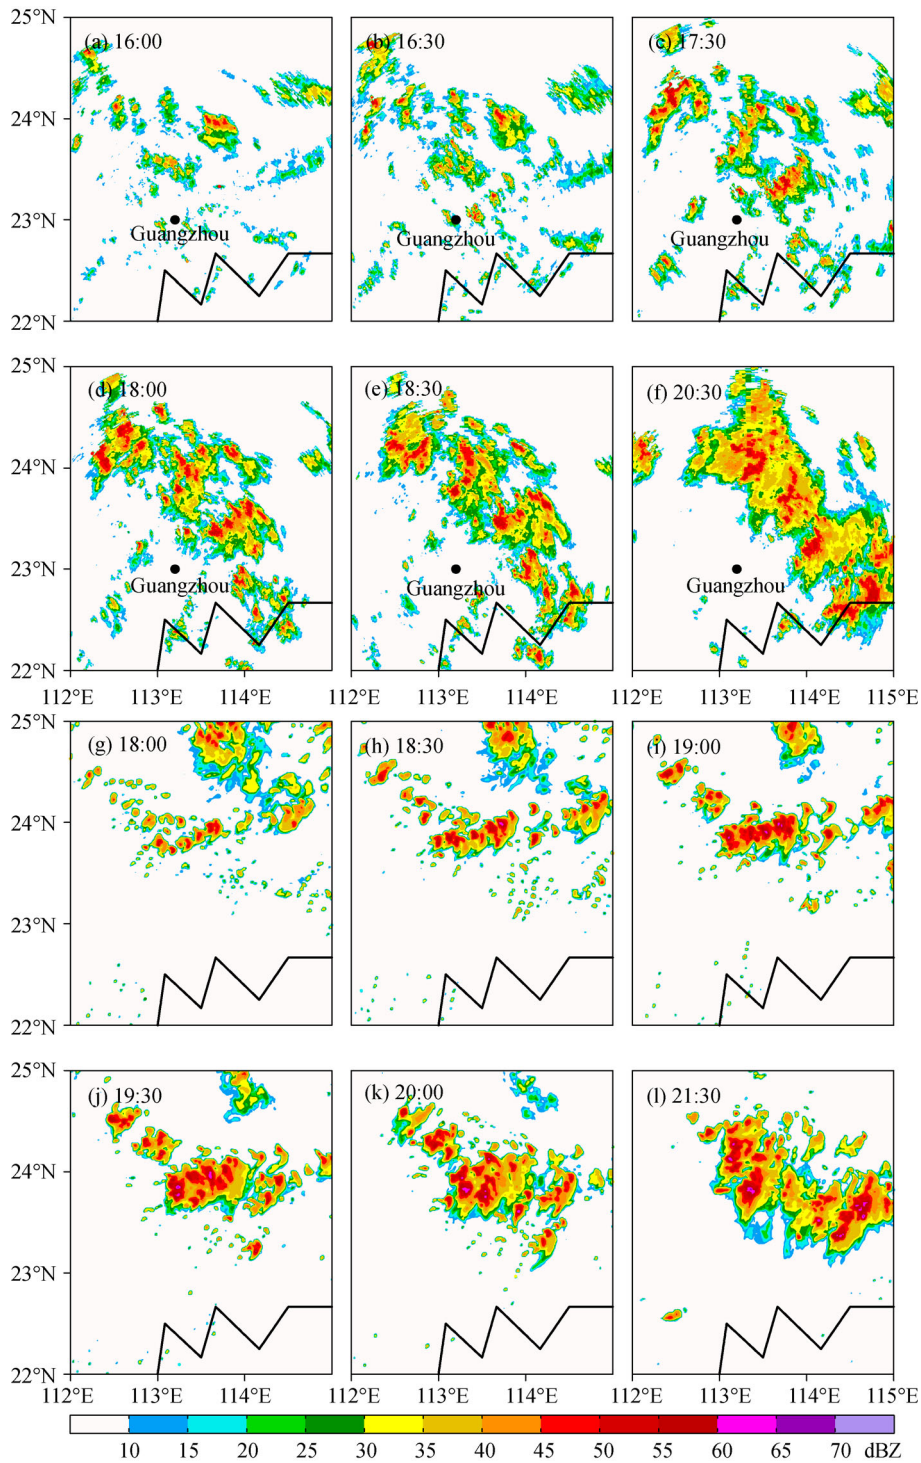 25°N (a) 16:00 (b) 16:30 (c) 17:30
24°N
23°N
Guangzhou Guangzhou Guangzhou
22°N
25°N (d) 18:00 (e) 18:30 (f) 20:30
24°N
23°N
Guangzhou Guangzhou Guangzhou
22°N
112°E 113°E 114°E 112°E 113°E 114°E 112°E 113°E 114°E 115°E
25°N (g) 18:00 (h) 18:30 (i) 19:00
24°N
23°N
22°N
25°N (j) 19:30 (k) 20:00 (l) 21:30
24°N
23°N
22°N
112°E 113°E 114°E 112°E 113°E 114°E 112°E 113°E 114°E 115°E
10 15 20 25 30 35 40 45 50 55 60 65 70 dBZ